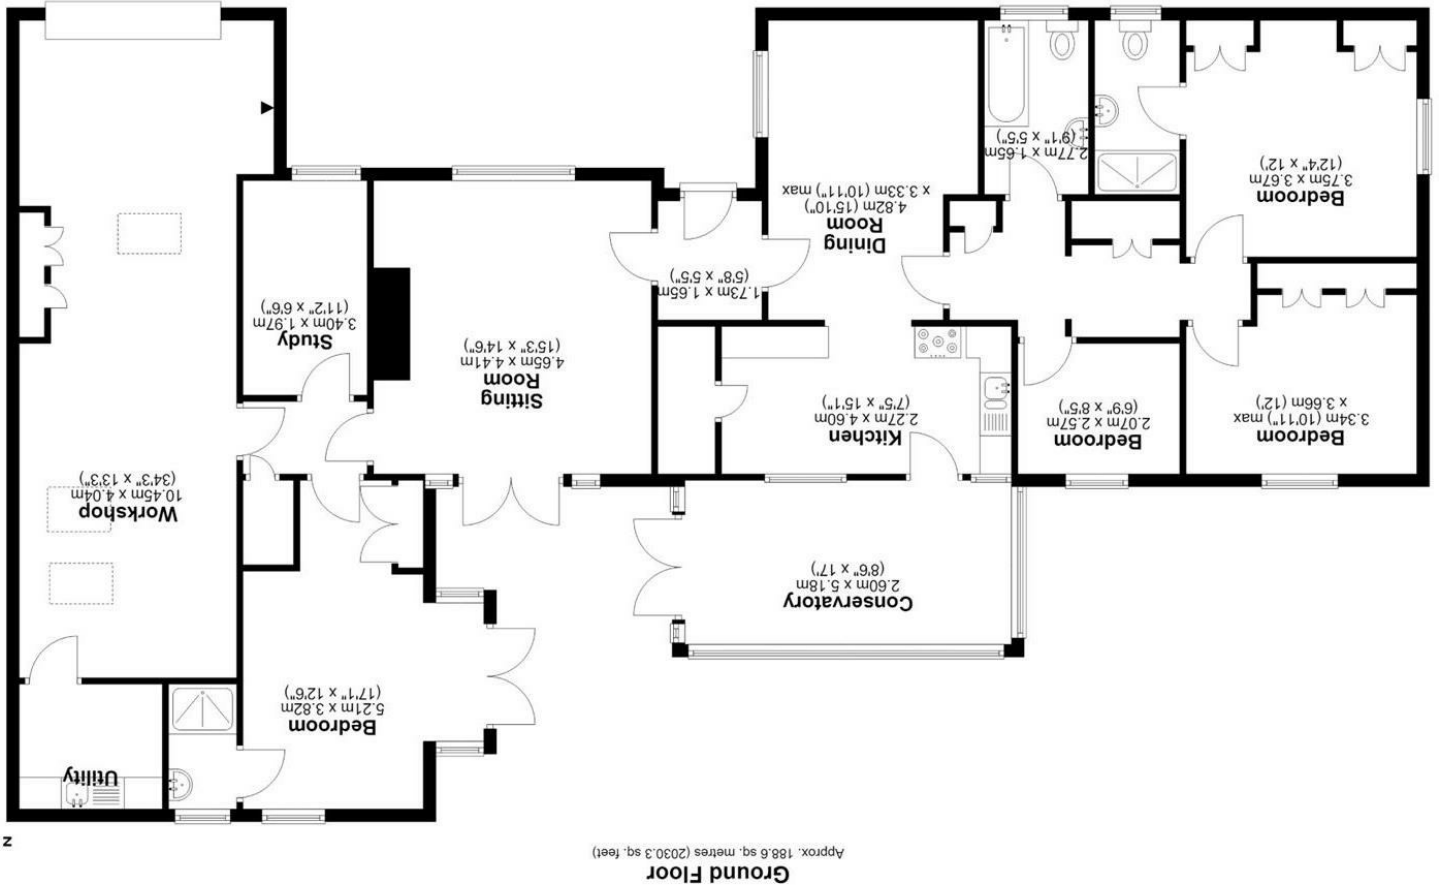 Ground Floor
Approx. 188.6 sq. metres (2030.3 sq. feet)
z
Utility
Bedroom
5.21m x 3.82m
(17'1" x 12'6")
Conservatory
2.60m x 5.18m
(8'6" x 17')
Workshop
10.45m x 4.04m
(34'3" x 13'3")
Bedroom
3.34m (10'11") max
x 3.66m (12')
Bedroom
2.07m x 2.57m
(6'9" x 8'5")
Kitchen
2.27m x 4.60m
(7'5" x 15'1")
Sitting
Room
4.65m x 4.41m
(15'3" x 14'6")
Study
3.40m x 1.97m
(11'2" x 6'6")
1.73m x 1.65m
(5'8" x 5'5")
Dining
Room
4.82m (15'10")
x 3.33m (10'11") max
Bedroom
3.75m x 3.67m
(12'4" x 12')
2.77m x 1.65m
(9'1" x 5'5")